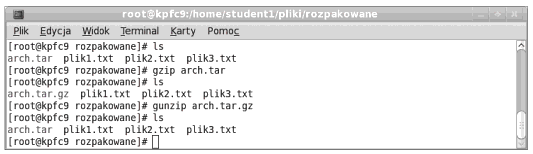 root@kpfc9:/home/student1/pliki/rozpakowane
Plik Edycja Widok Terminal Karty Pomoc
[root@kpfc9 rozpakowane]# ls
arch.tar plik1.txt plik2.txt plik3.txt
[root@kpfc9 rozpakowane]# gzip arch.tar
[root@kpfc9 rozpakowane]# ls
arch.tar.gz plik1.txt plik2.txt plik3.txt
[root@kpfc9 rozpakowane]# gunzip arch.tar.gz
[root@kpfc9 rozpakowane]# ls
arch.tar plik1.txt plik2.txt plik3.txt
[root@kpfc9 rozpakowane]#